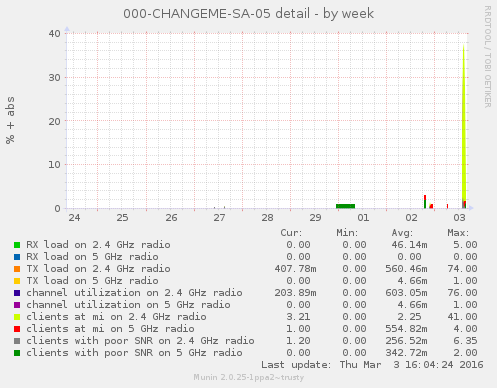 000-CHANGEME-SA-05 detail - by week
RRDTOOL / TOBI OETIKER
% + abs
40
30
20
10
0
24 25 26 27 28 29 01 02 03
Cur: Min: Avg: Max:
RX load on 2.4 GHz radio 0.00 0.00 46.14m 5.00
RX load on 5 GHz radio 0.00 0.00 0.00 0.00
TX load on 2.4 GHz radio 407.78m 0.00 560.46m 74.00
TX load on 5 GHz radio 0.00 0.00 4.66m 1.00
channel utilization on 2.4 GHz radio 203.89m 0.00 603.05m 76.00
channel utilization on 5 GHz radio 0.00 0.00 4.66m 1.00
clients at mi on 2.4 GHz radio 3.21 0.00 2.25 41.00
clients at mi on 5 GHz radio 1.00 0.00 554.82m 4.00
clients with poor SNR on 2.4 GHz radio 1.20 0.00 256.52m 6.35
clients with poor SNR on 5 GHz radio 0.00 0.00 342.72m 2.00
Last update: Thu Mar 3 16:04:24 2016
Munin 2.0.25-1ppa2~trusty